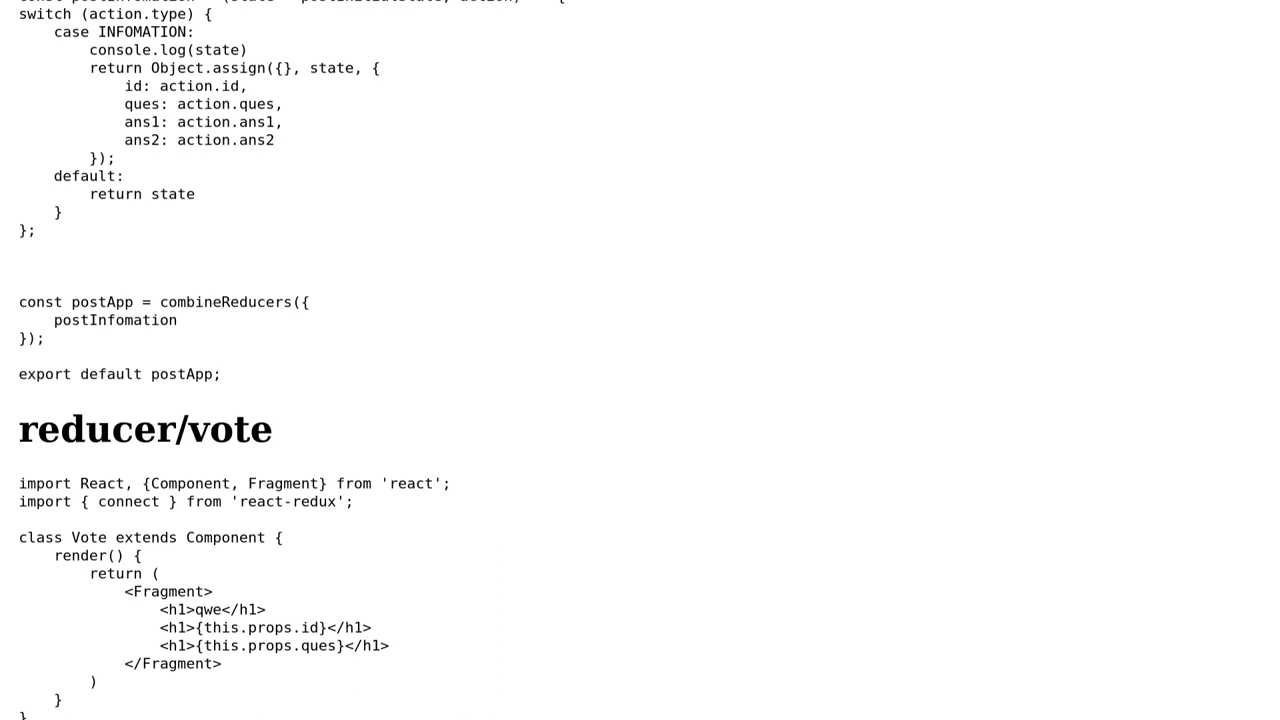 switch (action.type) {
case INFOMATION:
console.log(state)
return Object.assign({}, state, {
id: action.id,
ques: action.ques,
ans1: action.ans1,
ans2: action.ans2
});
default:
return state
}
};
const postApp = combineReducers({
postInfomation
});
export default postApp;
reducer/vote
import React, {Component, Fragment} from 'react';
import { connect } from 'react-redux';
class Vote extends Component {
render() {
return (
<Fragment>
<h1>qwe</h1>
<h1>{this.props.id}</h1>
<h1>{this.props.ques}</h1>
</Fragment>
)
}
}